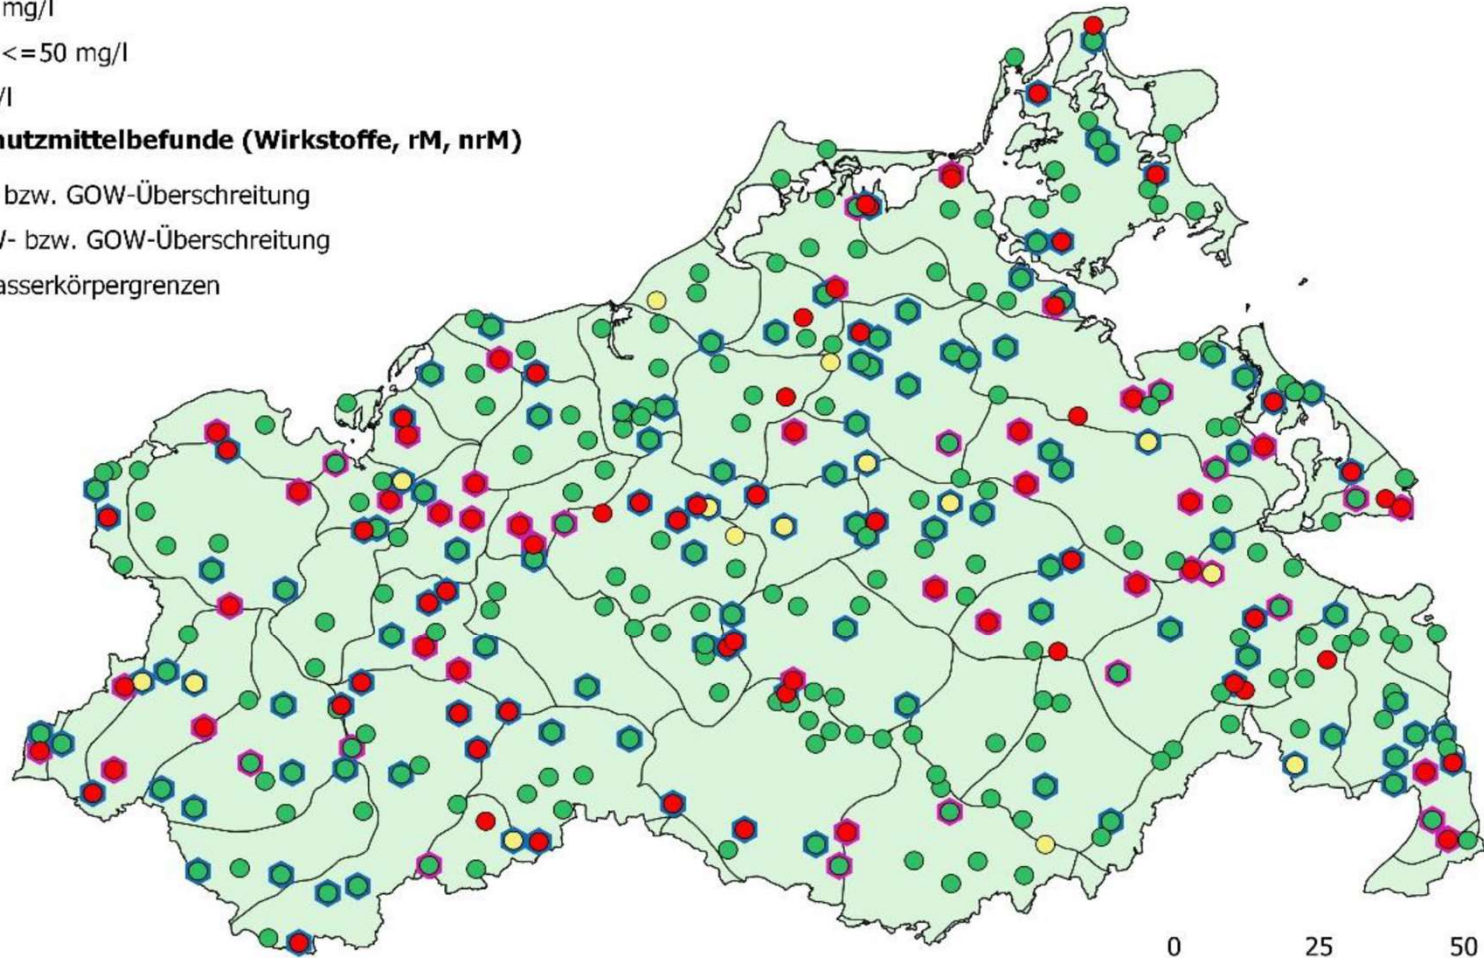 mg/l
<=50 mg/l
/l
hutzmittelbefunde (Wirkstoffe, rM, nrM)
bzw. GOW-Überschreitung
V- bzw. GOW-Überschreitung
asserkörpergrenzen
0 25 50